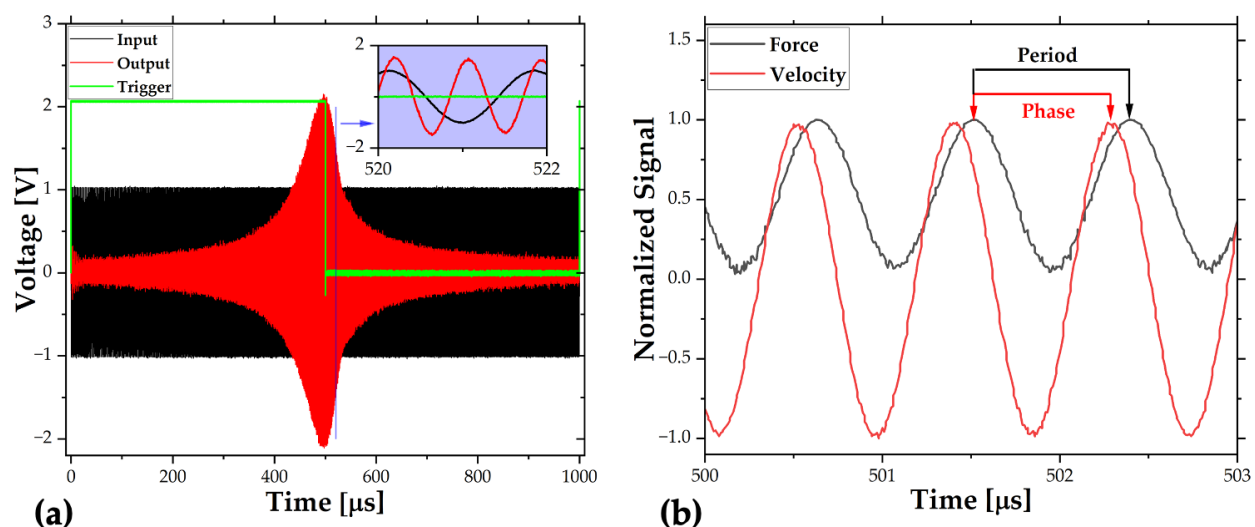 3
2
1
0
−1
−2
Voltage [V]
Input
Output
Trigger
2
−2
520
522
0
200
400
600
800
1000
Time [μs]
(a)
1.5
1.0
0.5
0.0
−0.5
−1.0
Normalized Signal
Force
Velocity
Period
Phase
500
501
502
503
Time [μs]
(b)